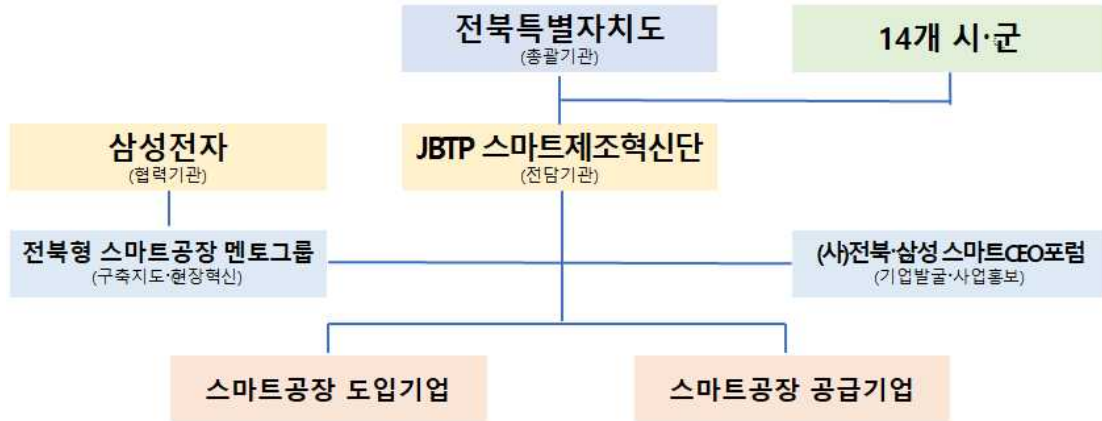 전북특별자치도
(총괄기관)
14개 시·군
삼성전자
(협력기관)
JBTP 스마트제조혁신단
(전담기관)
전북형 스마트공장 멘토그룹
(구축지도·현장혁신)
(사)전북·삼성 스마트CEO포럼
(기업발굴·사업홍보)
스마트공장 도입기업
스마트공장 공급기업